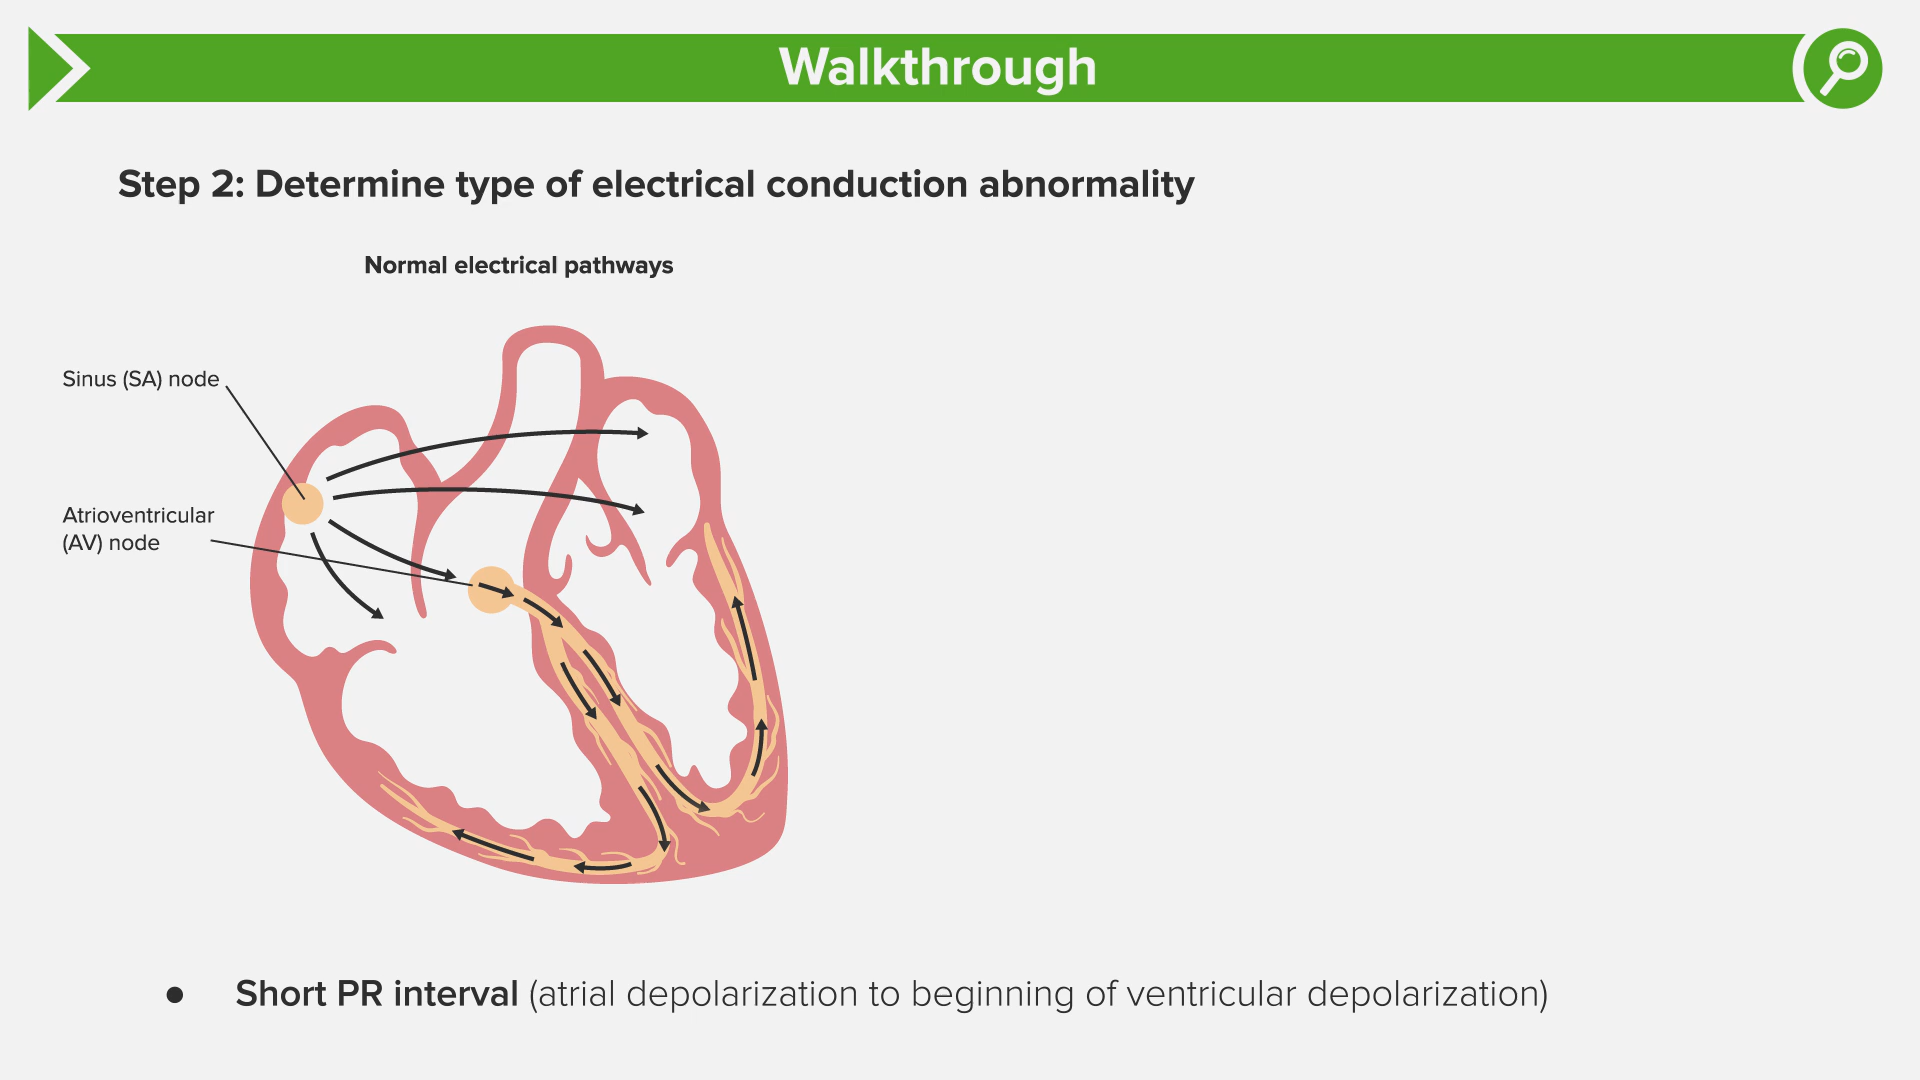 Walkthrough
Step 2: Determine type of electrical conduction abnormality
Normal electrical pathways
Sinus (SA) node
Atrioventricular
(AV) node
● Short PR interval (atrial depolarization to beginning of ventricular depolarization)